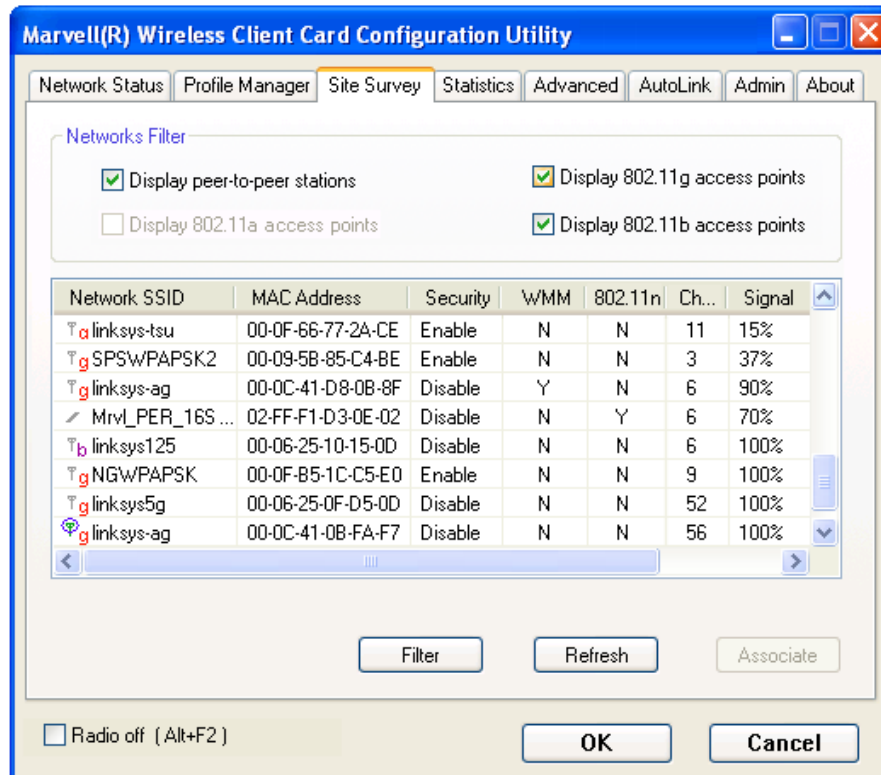 Marvell(R) Wireless Client Card Configuration Utility
Network Status Profile Manager Site Survey Statistics Advanced AutoLink Admin About
Networks Filter
Display peer-to-peer stations Display 802.11g access points
Display 802.11a access points Display 802.11b access points
Network SSID MAC Address Security WMM 802.11n Ch... Signal
g linksys-tsu 00-0F-66-77-2A-CE Enable N N 11 15%
g SPSWPAPSK2 00-09-5B-85-C4-BE Enable N N 3 37%
g linksys-ag 00-0C-41-D8-0B-8F Disable Y N 6 90%
Mrvl_PER_16S ... 02-FF-F1-D3-0E-02 Disable N Y 6 70%
b linksys125 00-06-25-10-15-0D Disable N N 6 100%
g NGWPAPSK 00-0F-B5-1C-C5-E0 Enable N N 9 100%
g linksys5g 00-06-25-0F-D5-0D Disable N N 52 100%
g linksys-ag 00-0C-41-0B-FA-F7 Disable N N 56 100%
Filter Refresh Associate
Radio off (Alt+F2) OK Cancel